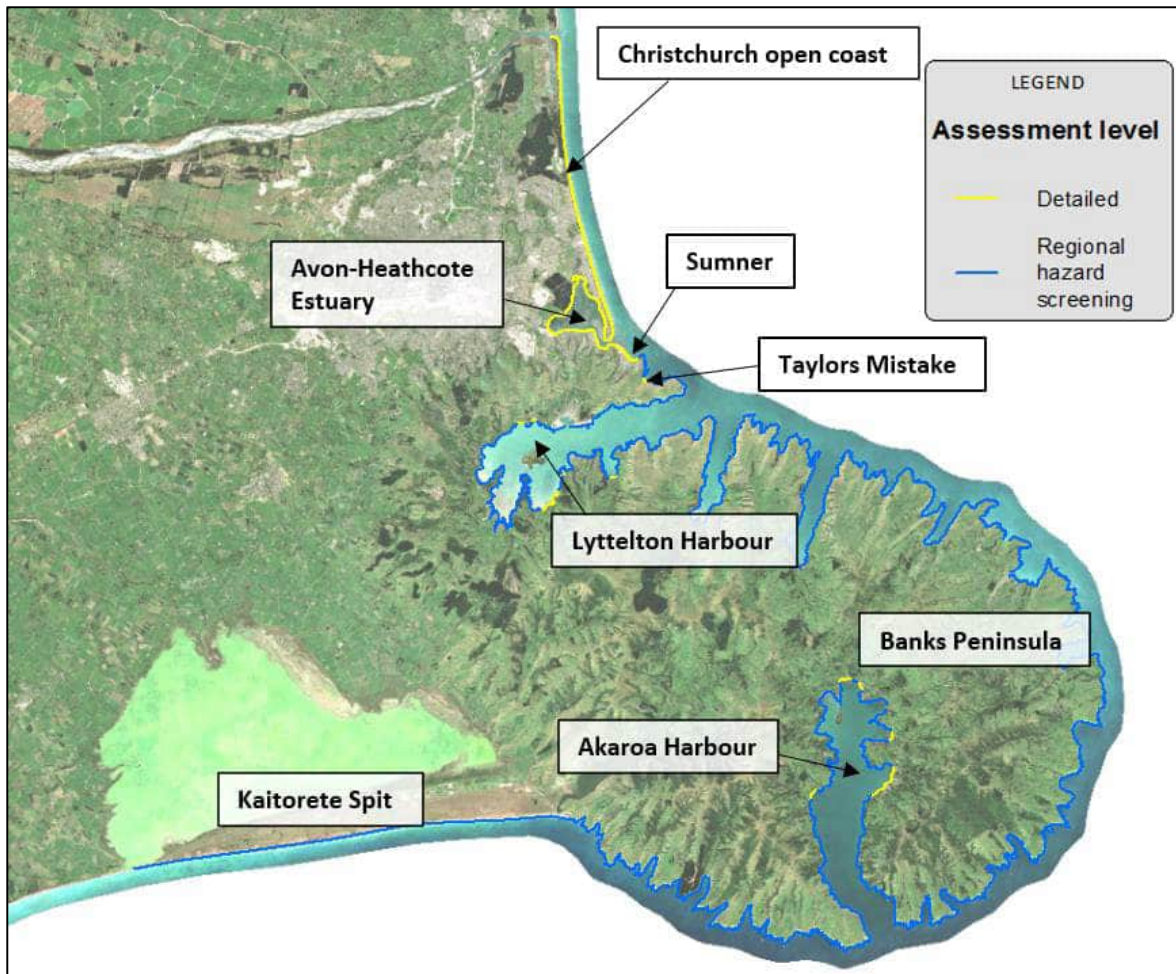 Christchurch open coast
LEGEND
Assessment level
Detailed
Regional
hazard
screening
Avon-Heathcote
Estuary
Sumner
Taylors Mistake
Lyttelton Harbour
Banks Peninsula
Akaroa Harbour
Kaitorete Spit